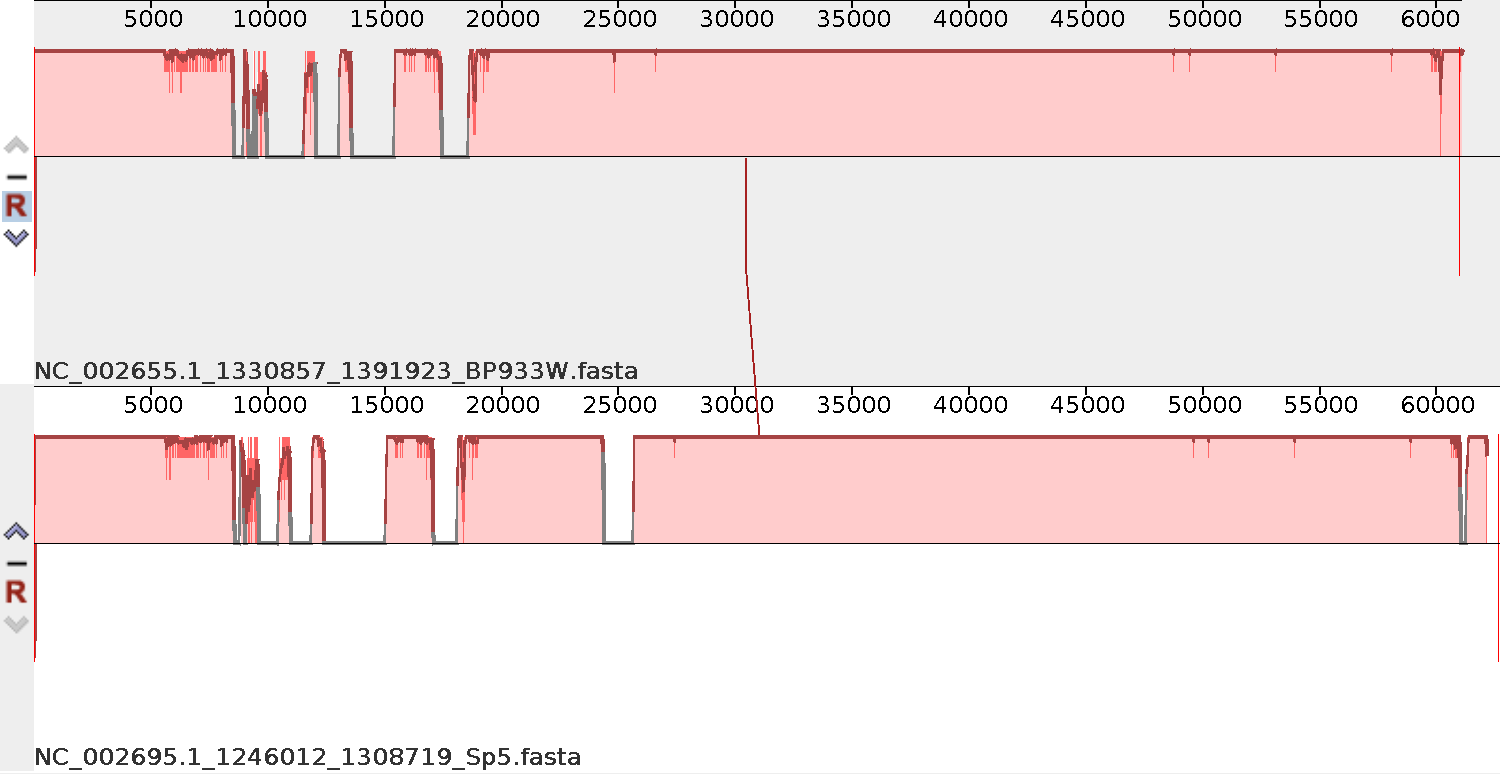 5000 10000 15000 20000 25000 30000 35000 40000 45000 50000 55000 6000
R
NC_002655.1_1330857_1391923_BP933W.fasta
5000 10000 15000 20000 25000 30000 35000 40000 45000 50000 55000 60000
R
NC_002695.1_1246012_1308719_Sp5.fasta